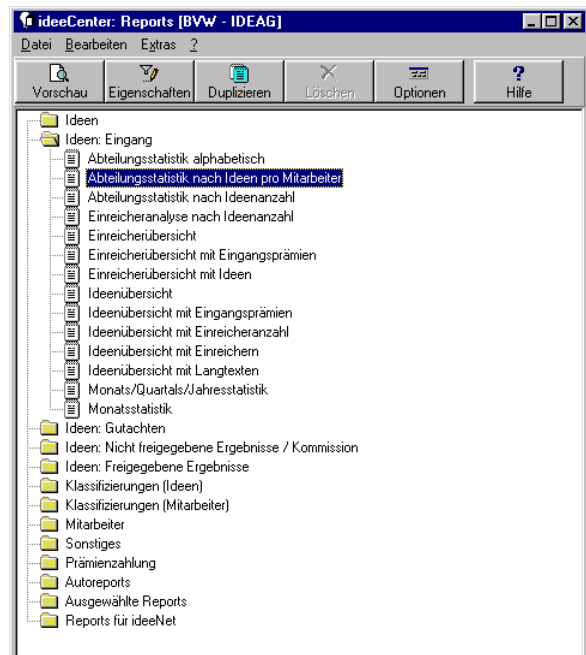 ideeCenter: Reports [BVW - IDEAG]
Datei Bearbeiten Extras ?
Vorschau Eigenschaften Duplizieren Löschen Optionen Hilfe
Ideen
Ideen: Eingang
Abteilungsstatistik alphabetisch
Abteilungsstatistik nach Ideen pro Mitarbeiter
Abteilungsstatistik nach Ideenanzahl
Einreicheranalyse nach Ideenanzahl
Einreicherübersicht
Einreicherübersicht mit Eingangsprämien
Einreicherübersicht mit Ideen
Ideenübersicht
Ideenübersicht mit Eingangsprämien
Ideenübersicht mit Einreicheranzahl
Ideenübersicht mit Einreichern
Ideenübersicht mit Langtexten
Monats/Quartals/Jahresstatistik
Monatsstatistik
Ideen: Gutachten
Ideen: Nicht freigegebene Ergebnisse / Kommission
Ideen: Freigegebene Ergebnisse
Klassifizierungen (Ideen)
Klassifizierungen (Mitarbeiter)
Mitarbeiter
Sonstiges
Prämienzahlung
Autoreports
Ausgewählte Reports
Reports für ideeNet